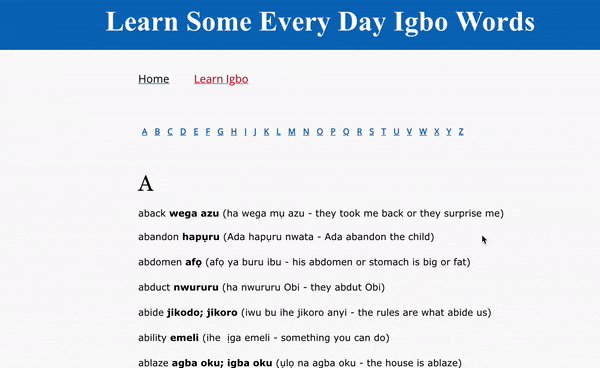 Learn Some Every Day Igbo Words
Home Learn Igbo
A B C D E F G H I J K L M N O P Q R S T U V W X Y Z
A
aback wega azu (ha wega mụ azu - they took me back or they surprise me)
abandon hapụru (Ada hapụru nwata - Ada abandon the child)
abdomen afọ (afọ ya buru ibu - his abdomen or stomach is big or fat)
abduct nwururu (ha nwururu Obi - they abdut Obi)
abide jikodo; jikoro (iwu bu ihe jikoro anyi - the rules are what abide us)
ability emeli (ihe ịga emeli - something you can do)
ablaze agba oku; igba oku (ụlọ na agba oku - the house is ablaze)